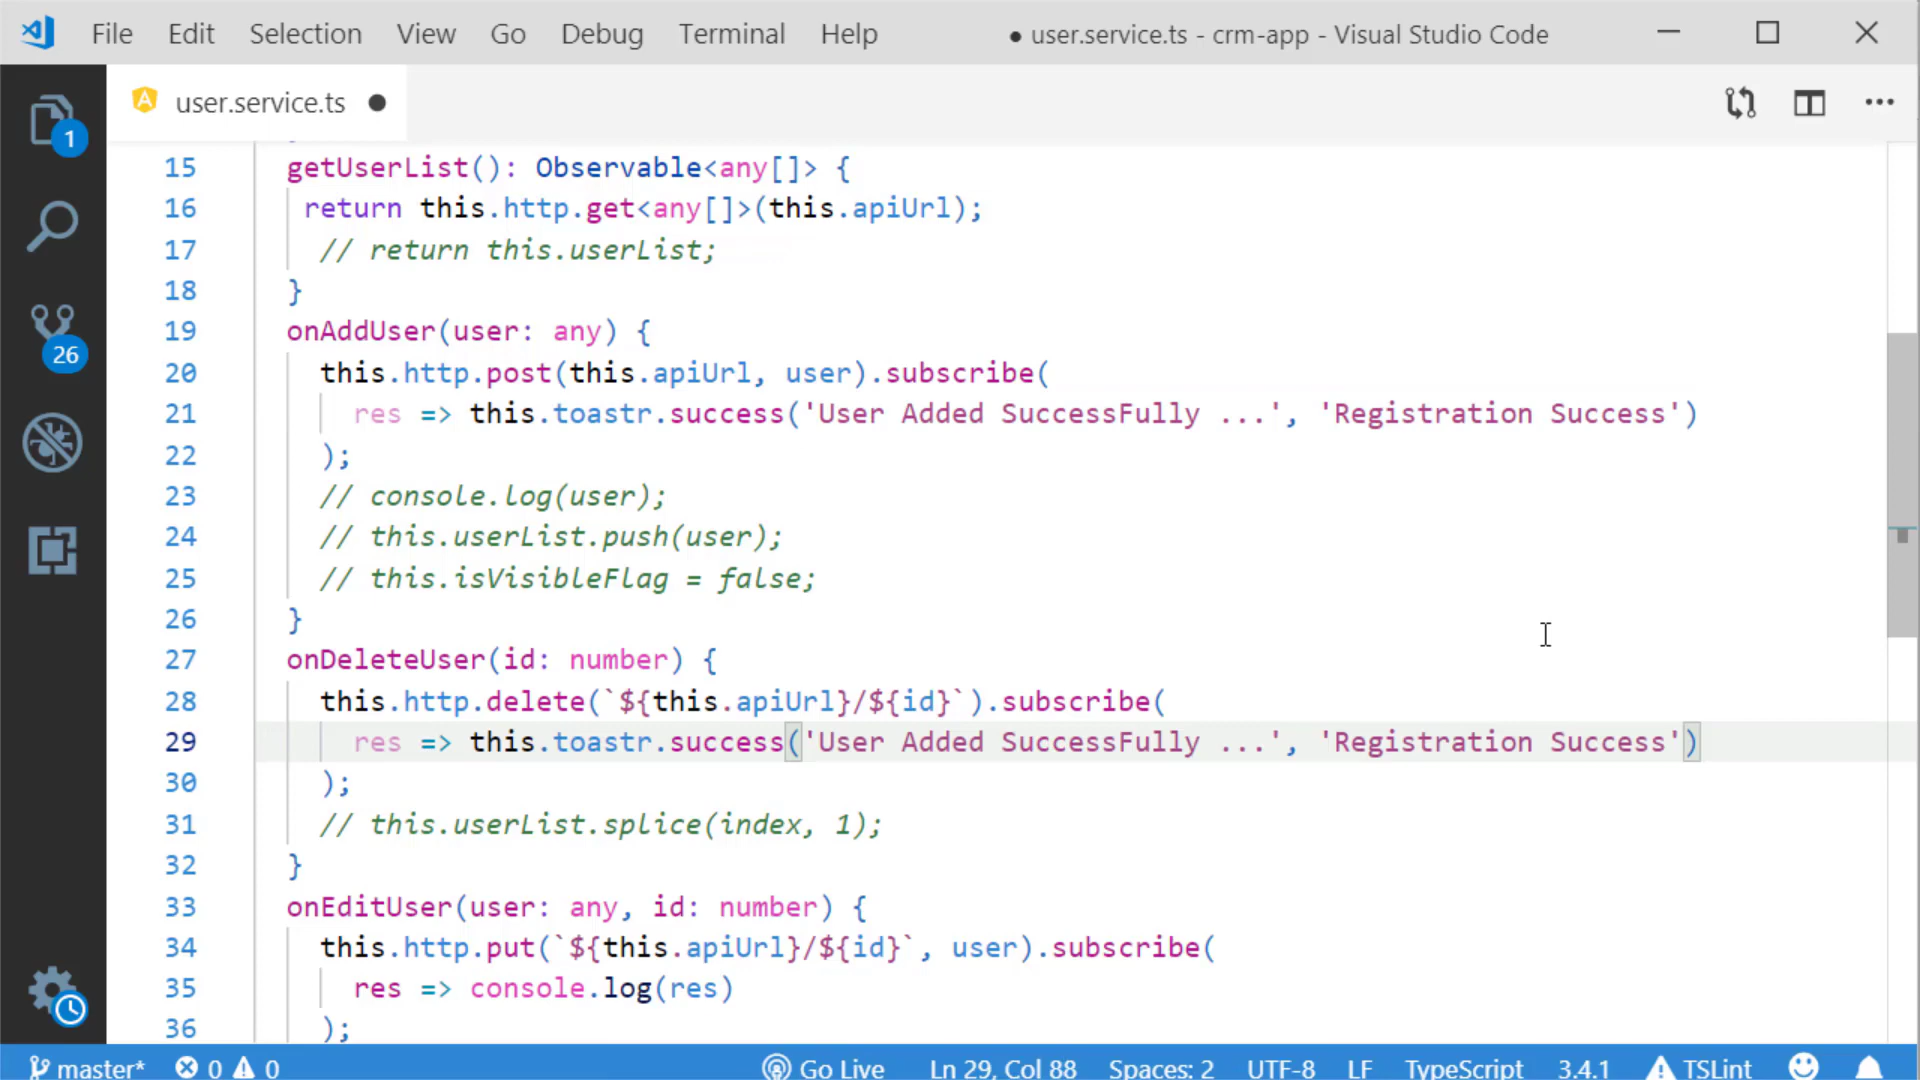 File Edit Selection View Go Debug Terminal Help ● user.service.ts - crm-app - Visual Studio Code
user.service.ts ●
1
26
15 getUserList(): Observable<any[]> {
16 return this.http.get<any[]>(this.apiUrl);
17 // return this.userList;
18 }
19 onAddUser(user: any) {
20 this.http.post(this.apiUrl, user).subscribe(
21 res => this.toastr.success('User Added SuccessFully ...', 'Registration Success')
22 );
23 // console.log(user);
24 // this.userList.push(user);
25 // this.isVisibleFlag = false;
26 }
27 onDeleteUser(id: number) {
28 this.http.delete(`${this.apiUrl}/${id}`).subscribe(
29 res => this.toastr.success('User Added SuccessFully ...', 'Registration Success')
30 );
31 // this.userList.splice(index, 1);
32 }
33 onEditUser(user: any, id: number) {
34 this.http.put(`${this.apiUrl}/${id}`, user).subscribe(
35 res => console.log(res)
36 );
master* 0 0 Go Live Ln 29, Col 88 Spaces: 2 UTF-8 LF TypeScript 3.4.1 TSLint